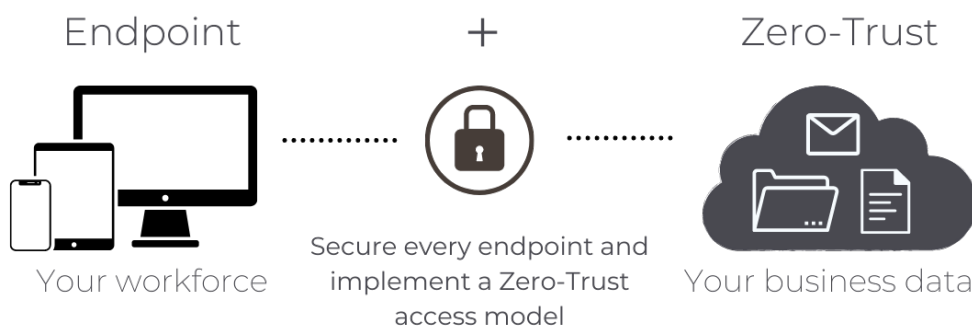 Endpoint
+
Zero-Trust
Your workforce
Secure every endpoint and
implement a Zero-Trust
access model
Your business data